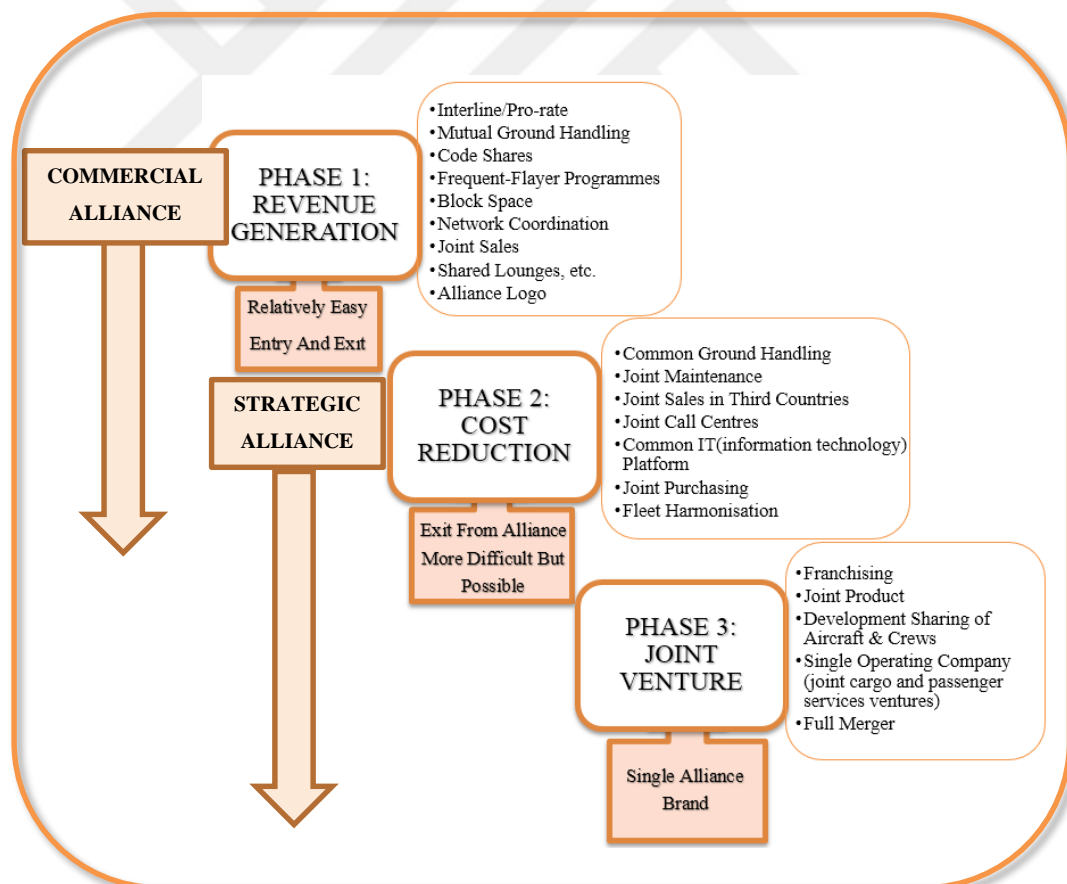 COMMERCIAL
ALLIANCE
PHASE 1:
REVENUE
GENERATION
•Interline/Pro-rate
•Mutual Ground Handling
•Code Shares
•Frequent-Flayer Programmes
•Block Space
•Network Coordination
•Joint Sales
•Shared Lounges, etc.
•Alliance Logo
Relatively Easy
Entry And Exit
STRATEGIC
ALLIANCE
PHASE 2:
COST
REDUCTION
•Common Ground Handling
•Joint Maintenance
•Joint Sales in Third Countries
•Joint Call Centres
•Common IT(information technology)
Platform
•Joint Purchasing
•Fleet Harmonisation
Exit From Alliance
More Difficult But
Possible
PHASE 3:
JOINT
VENTURE
•Franchising
•Joint Product
•Development Sharing of
Aircraft & Crews
•Single Operating Company
(joint cargo and passenger
services ventures)
•Full Merger
Single Alliance
Brand